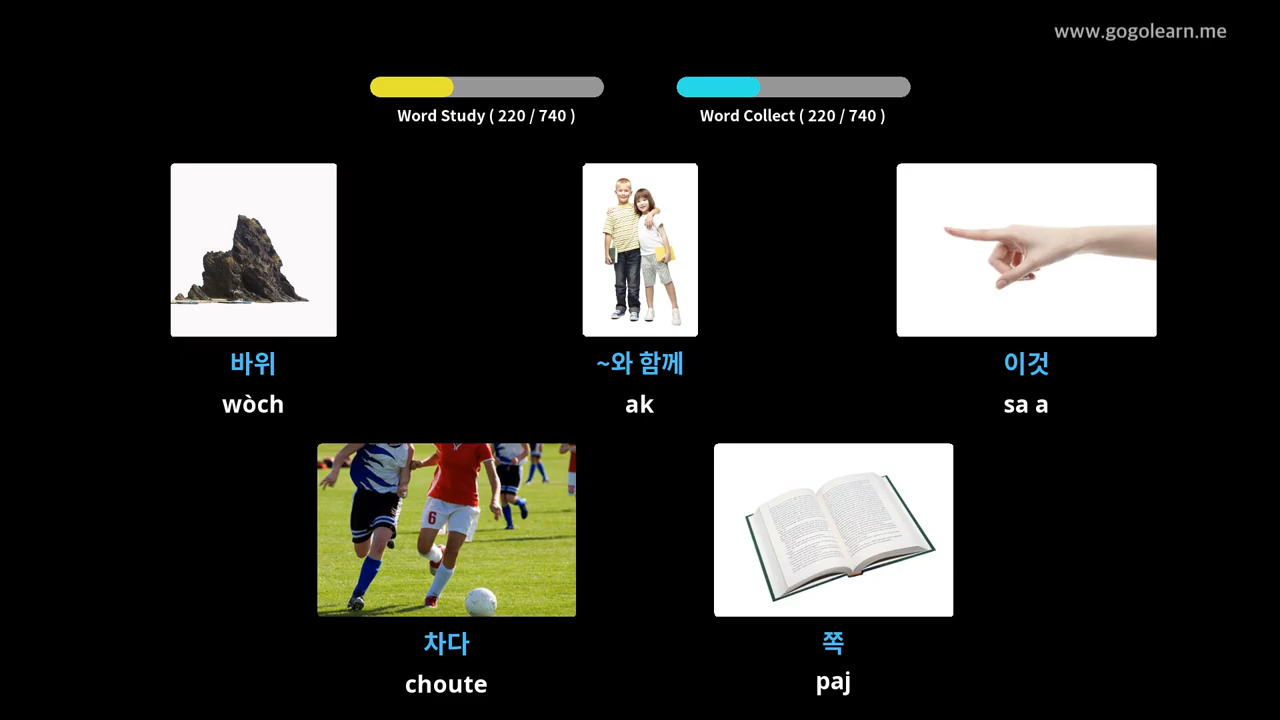 www.gogolearn.me
Word Study ( 220 / 740 )
Word Collect ( 220 / 740 )
바위
wòch
~와 함께
ak
이것
sa a
차다
choute
쪽
paj